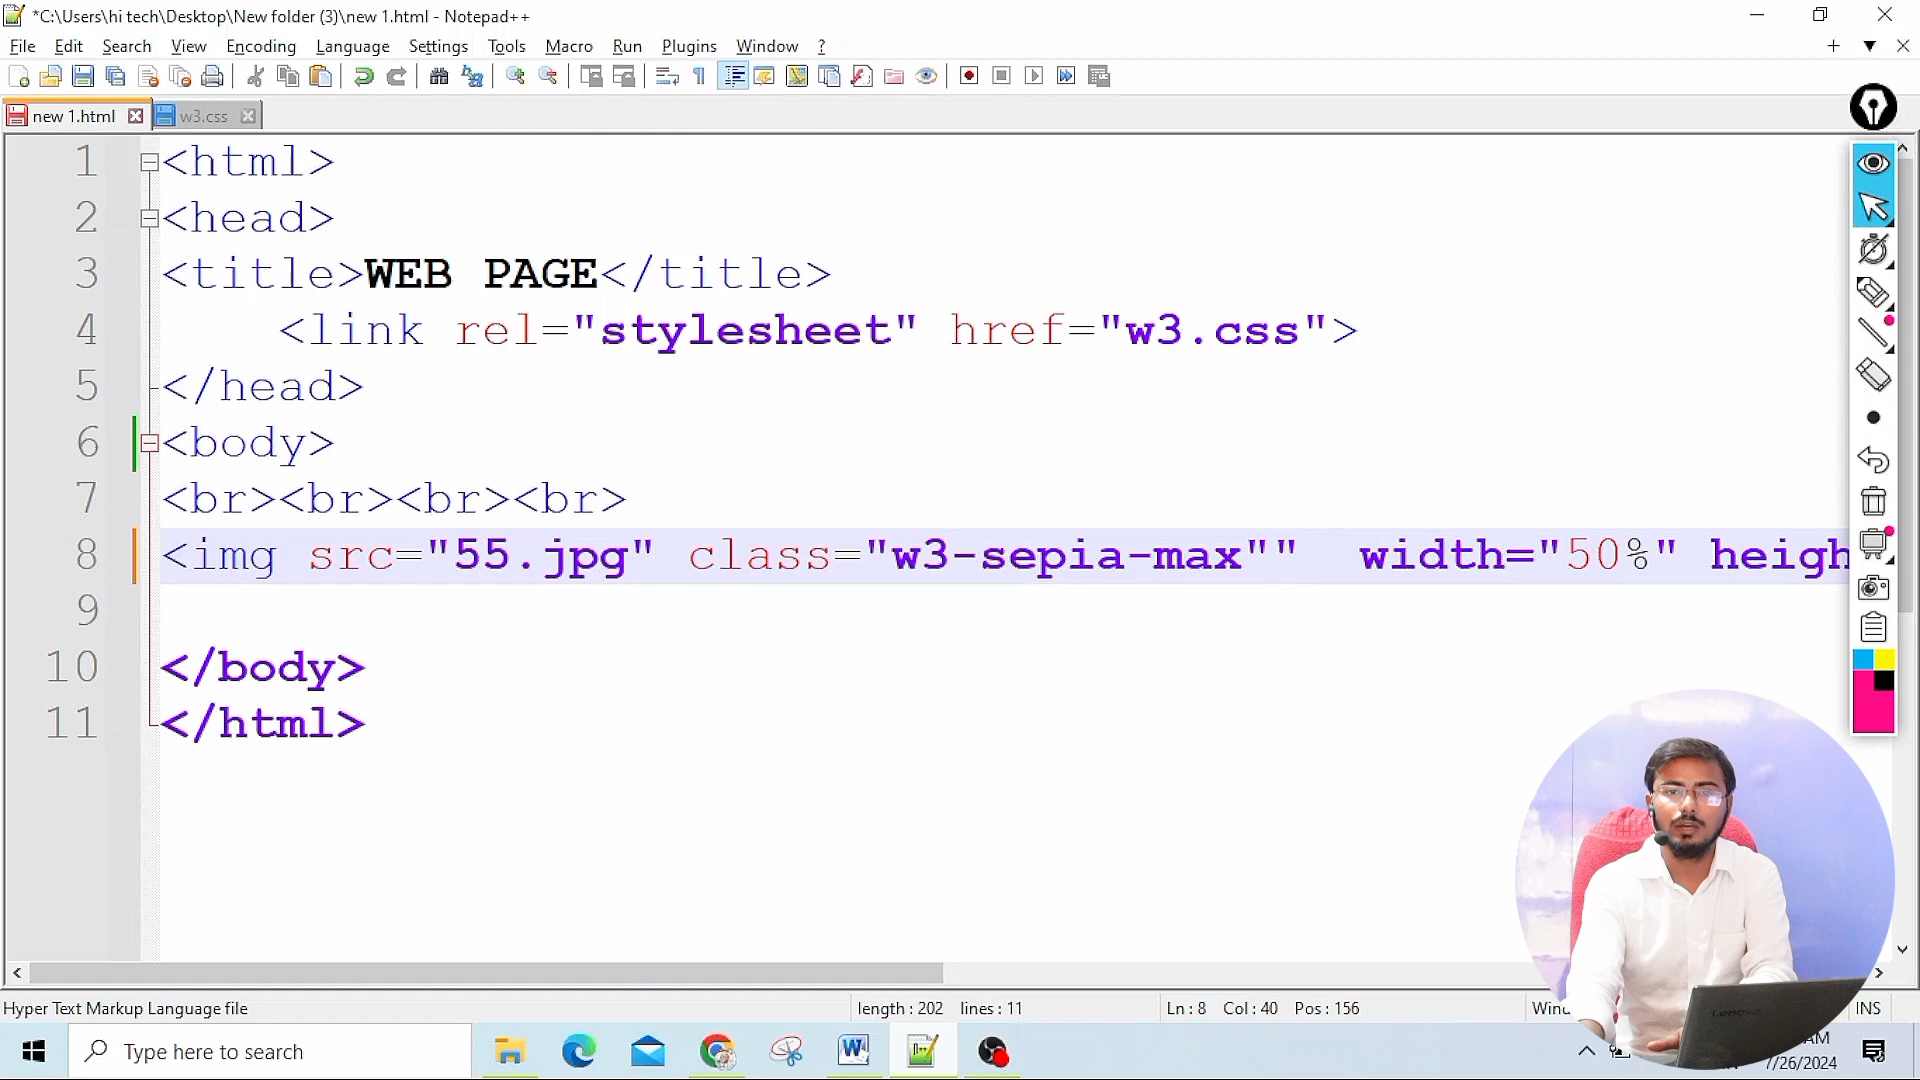 *C:\Users\hi tech\Desktop\New folder (3)\new 1.html - Notepad++
File Edit Search View Encoding Language Settings Tools Macro Run Plugins Window ?
new 1.html w3.css
1 <html>
2 <head>
3 <title>WEB PAGE</title>
4 <link rel="stylesheet" href="w3.css">
5 </head>
6 <body>
7 <br><br><br><br>
8 <img src="55.jpg" class="w3-sepia-max""  width="50%" heigh
9
10 </body>
11 </html>
Hyper Text Markup Language file length : 202 lines : 11 Ln : 8 Col : 40 Pos : 156 Wind INS
Type here to search
AM
7/26/2024
Lenovo